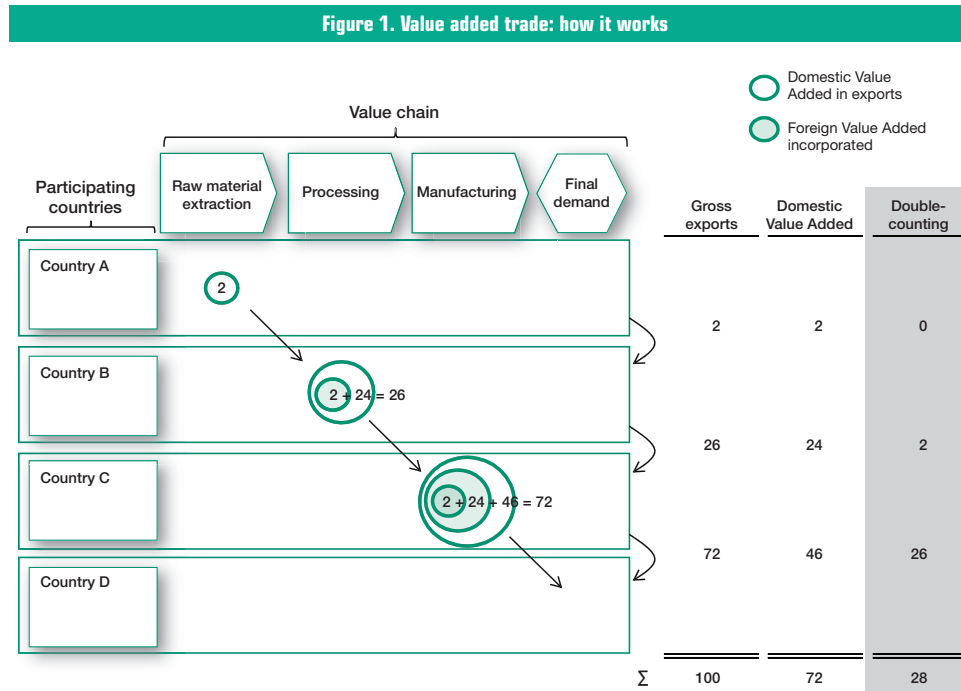 Figure 1. Value added trade: how it works
Domestic Value
Added in exports
Foreign Value Added
incorporated
Value chain
Participating
countries
Raw material
extraction
Processing
Manufacturing
Final
demand
Gross
exports
Domestic
Value Added
Double-
counting
Country A
2
2 2 0
Country B
2 + 24 = 26
26 24 2
Country C
2 + 24 + 46 = 72
72 46 26
Country D
Σ 100 72 28